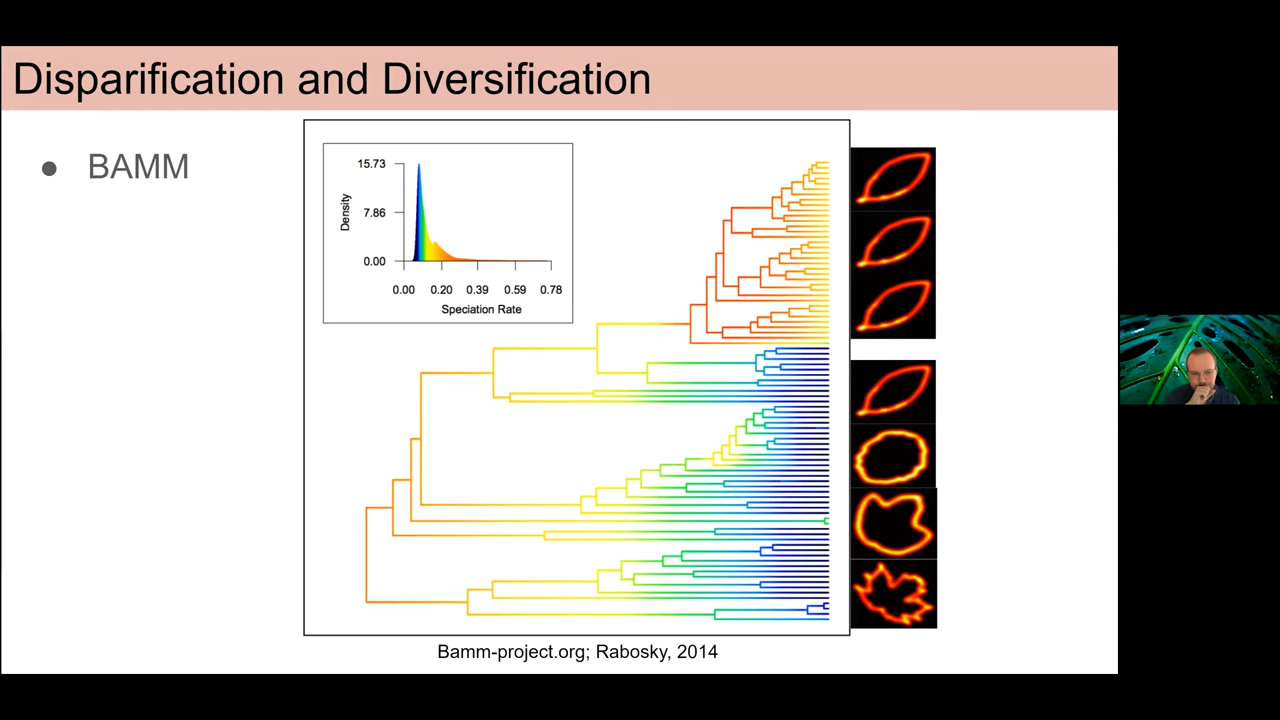 Disparification and Diversification
● BAMM
15.73
7.86
0.00
Density
0.00 0.20 0.39 0.59 0.78
Speciation Rate
Bamm-project.org; Rabosky, 2014